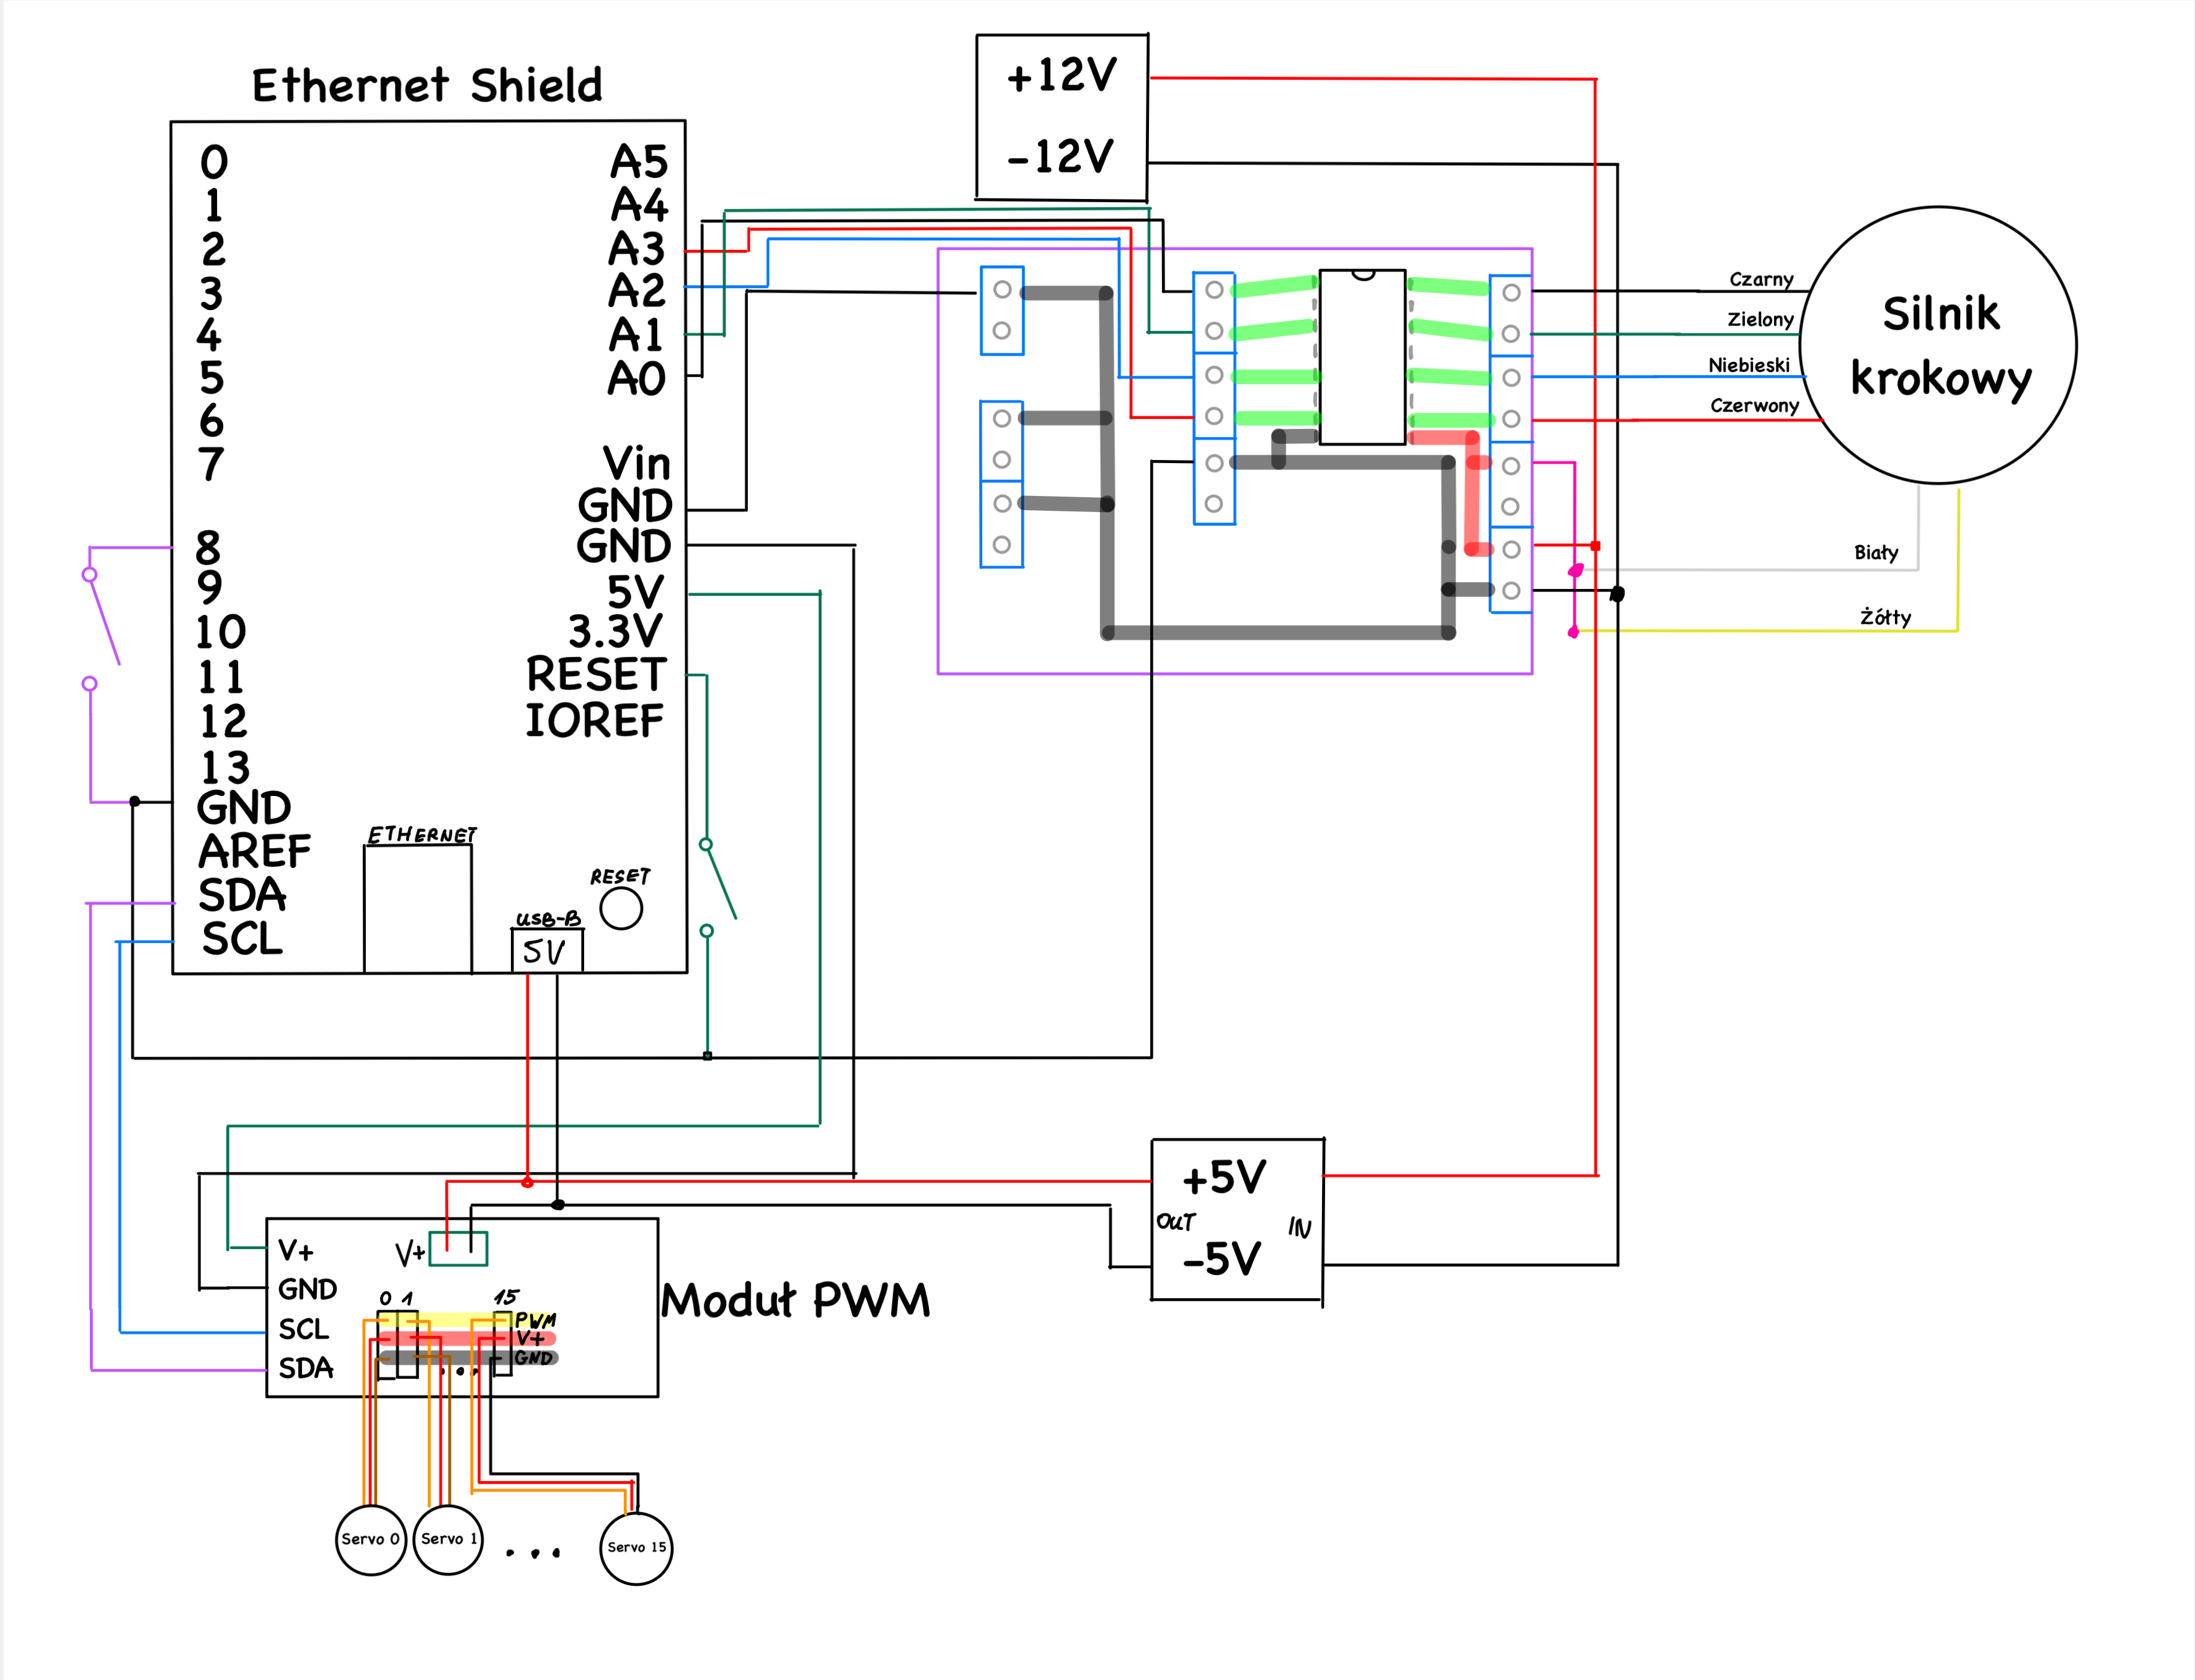 Ethernet Shield
0
1
2
3
4
5
6
7
8
9
10
11
12
13
GND
AREF
SDA
SCL
A5
A4
A3
A2
A1
A0
Vin
GND
GND
5V
3.3V
RESET
IOREF
ETHERNET
USB-B
5V
RESET
+12V
-12V
Czarny
Zielony
Niebieski
Czerwony
Silnik
krokowy
Biały
Żółty
+5V
OUT
IN
-5V
V+
GND
SCL
SDA
V+
0 1 ... 15
PWM
V+
GND
Moduł PWM
Servo 0
Servo 1
...
Servo 15